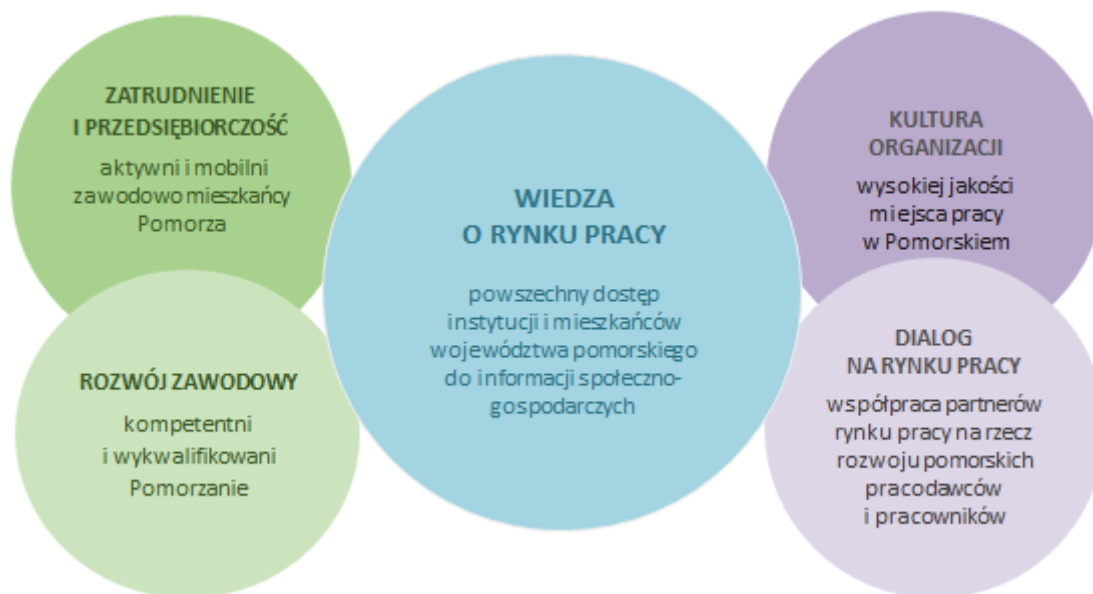 ZATRUDNIENIE
I PRZEDSIĘBIORCZOŚĆ
aktywni i mobilni
zawodowo mieszkańcy
Pomorza
ROZWÓJ ZAWODOWY
kompetentni
i wykwalifikowani
Pomorzanie
WIEDZA
O RYNKU PRACY
powszechny dostęp
instytucji i mieszkańców
województwa pomorskiego
do informacji społeczno-
gospodarczych
KULTURA
ORGANIZACJI
wysokiej jakości
miejsca pracy
w Pomorskiem
DIALOG
NA RYNKU PRACY
współpraca partnerów
rynku pracy na rzecz
rozwoju pomorskich
pracodawców
i pracowników